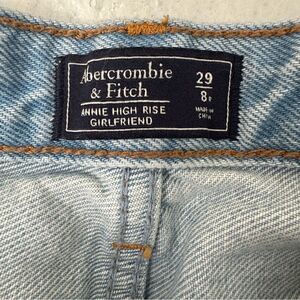 Abercrombie
& Fitch
ANNIE HIGH RISE
GIRLFRIEND
29
8
MADE IN
CHINA